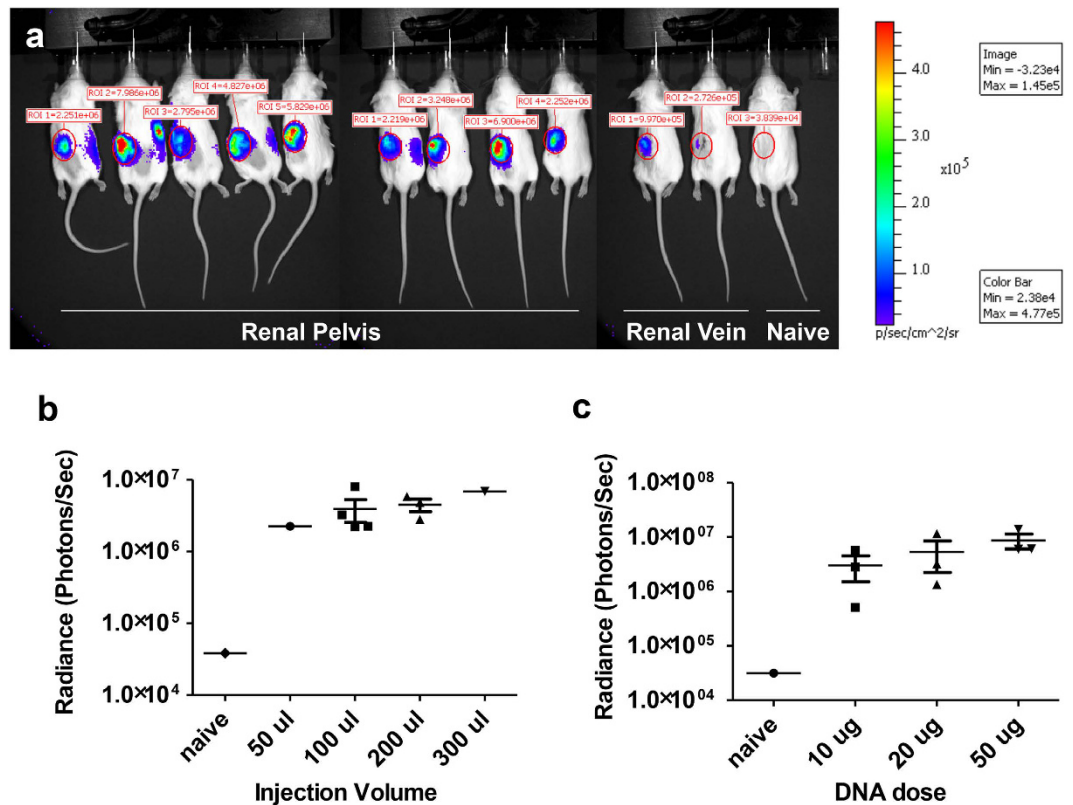 a
ROI 1=2.251e+06
ROI 2=7.986e+06
ROI 3=2.795e+06
ROI 4=4.827e+06
ROI 5=5.829e+06
ROI 1=2.219e+06
ROI 2=3.248e+06
ROI 3=6.900e+06
ROI 4=2.252e+06
ROI 1=9.970e+05
ROI 2=2.726e+05
ROI 3=3.839e+04
Renal Pelvis
Renal Vein
Naive
4.0
3.0
x10^5
2.0
1.0
p/sec/cm^2/sr
Image
Min = -3.23e4
Max = 1.45e5
Color Bar
Min = 2.38e4
Max = 4.77e5
b
Radiance (Photons/Sec)
1.0×10^7
1.0×10^6
1.0×10^5
1.0×10^4
naive
50 ul
100 ul
200 ul
300 ul
Injection Volume
c
Radiance (Photons/Sec)
1.0×10^08
1.0×10^07
1.0×10^06
1.0×10^05
1.0×10^04
naive
10 ug
20 ug
50 ug
DNA dose